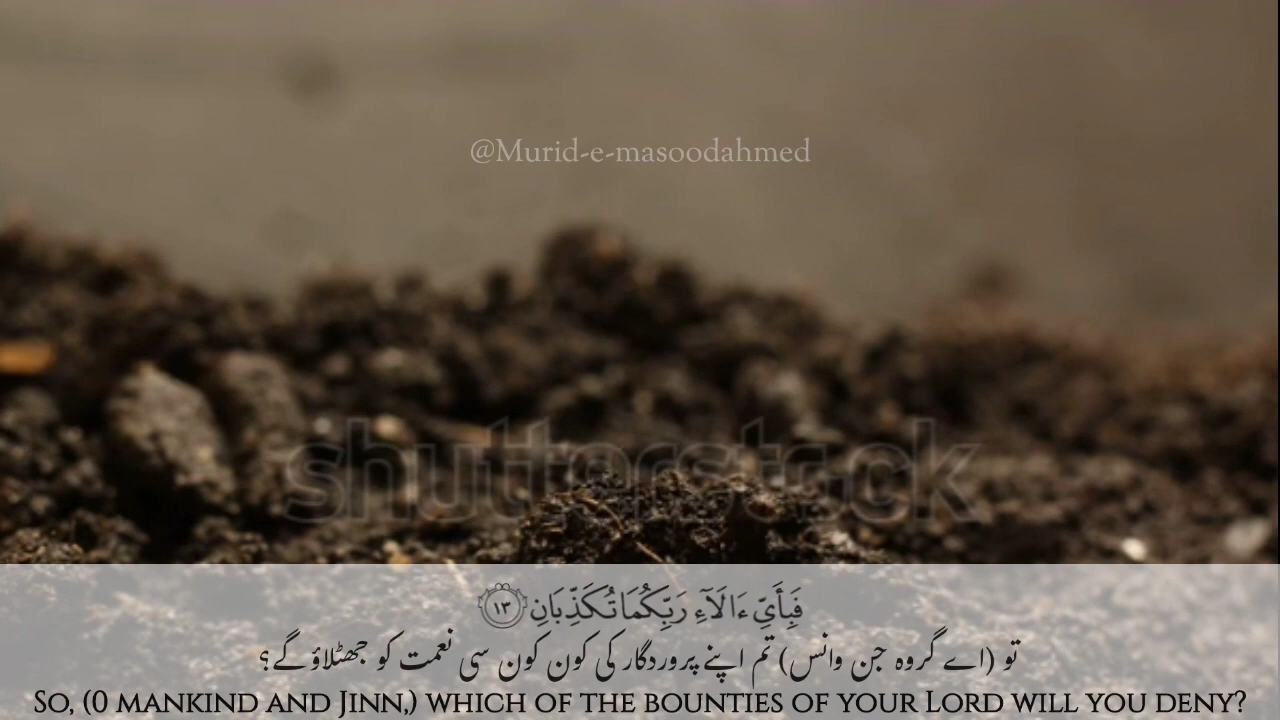 @Murid-e-masoodahmed
shutterstock
فَبِأَيِّ ءَالَآءِ رَبِّكُمَا تُكَذِّبَانِ ١٣
تو (اے گروہ جن وانس) تم اپنے پروردگار کی کون کون سی نعمت کو جھٹلاؤ گے؟
So, (O mankind and Jinn,) which of the bounties of your Lord will you deny?